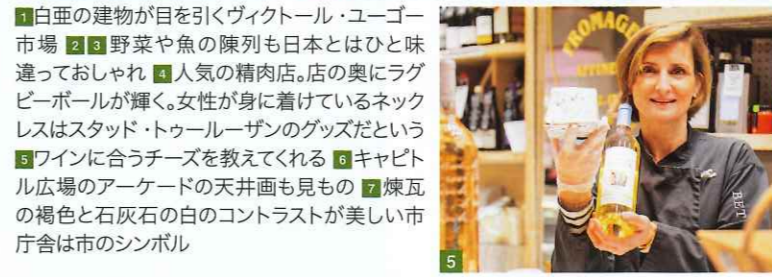 1白亜の建物が目を引くヴィクトール・ユーゴー
市場 2 3野菜や魚の陳列も日本とはひと味
違っておしゃれ 4人気の精肉店。店の奥にラグ
ビーボールが輝く。女性が身に着けているネック
レスはスタッド・トゥールーザンのグッズだという
5ワインに合うチーズを教えてくれる 6キャピト
ル広場のアーケードの天井画も見もの 7煉瓦
の褐色と石灰石の白のコントラストが美しい市
庁舎は市のシンボル
FROMAGE
AFFINE
BET
5